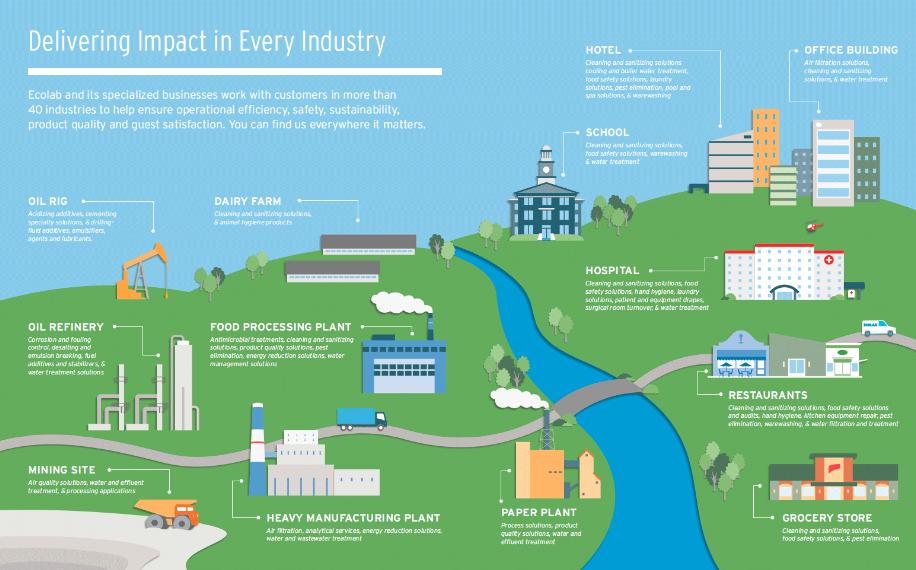 Delivering Impact in Every Industry
Ecolab and its specialized businesses work with customers in more than
40 industries to help ensure operational efficiency, safety, sustainability,
product quality and guest satisfaction. You can find us everywhere it matters.
HOTEL
Cleaning and sanitizing solutions
cooling and boiler water treatment,
food safety solutions, laundry
solutions, pest elimination, pool and
spa solutions, & warewashing
OFFICE BUILDING
Air filtration solutions,
cleaning and sanitizing
solutions, & water treatment
SCHOOL
Cleaning and sanitizing solutions,
food safety solutions, warewashing
& water treatment
OIL RIG
Acidizing additives, cementing
specialty solutions, & drilling-
fluid additives, emulsifiers,
agents and lubricants.
DAIRY FARM
Cleaning and sanitizing solutions,
& animal hygiene products
HOSPITAL
Cleaning and sanitizing solutions, food
safety solutions, hand hygiene, laundry
solutions, patient and equipment drapes,
surgical room turnover, & water treatment
OIL REFINERY
Corrosion and fouling
control, desalting and
emulsion breaking, fuel
additives and stabilizers, &
water treatment solutions
FOOD PROCESSING PLANT
Antimicrobial treatments, cleaning and sanitizing
solutions, product quality solutions, pest
elimination, energy reduction solutions, water
management solutions
ECOLAB
RESTAURANTS
Cleaning and sanitizing solutions, food safety solutions
and audits, hand hygiene, kitchen equipment repair, pest
elimination, warewashing, & water filtration and treatment
MINING SITE
Air quality solutions, water and effluent
treatment, & processing applications
HEAVY MANUFACTURING PLANT
Air filtration, analytical services, energy reduction solutions,
water and wastewater treatment
PAPER PLANT
Process solutions, product
quality solutions, water and
effluent treatment
GROCERY STORE
Cleaning and sanitizing solutions,
food safety solutions, & pest elimination